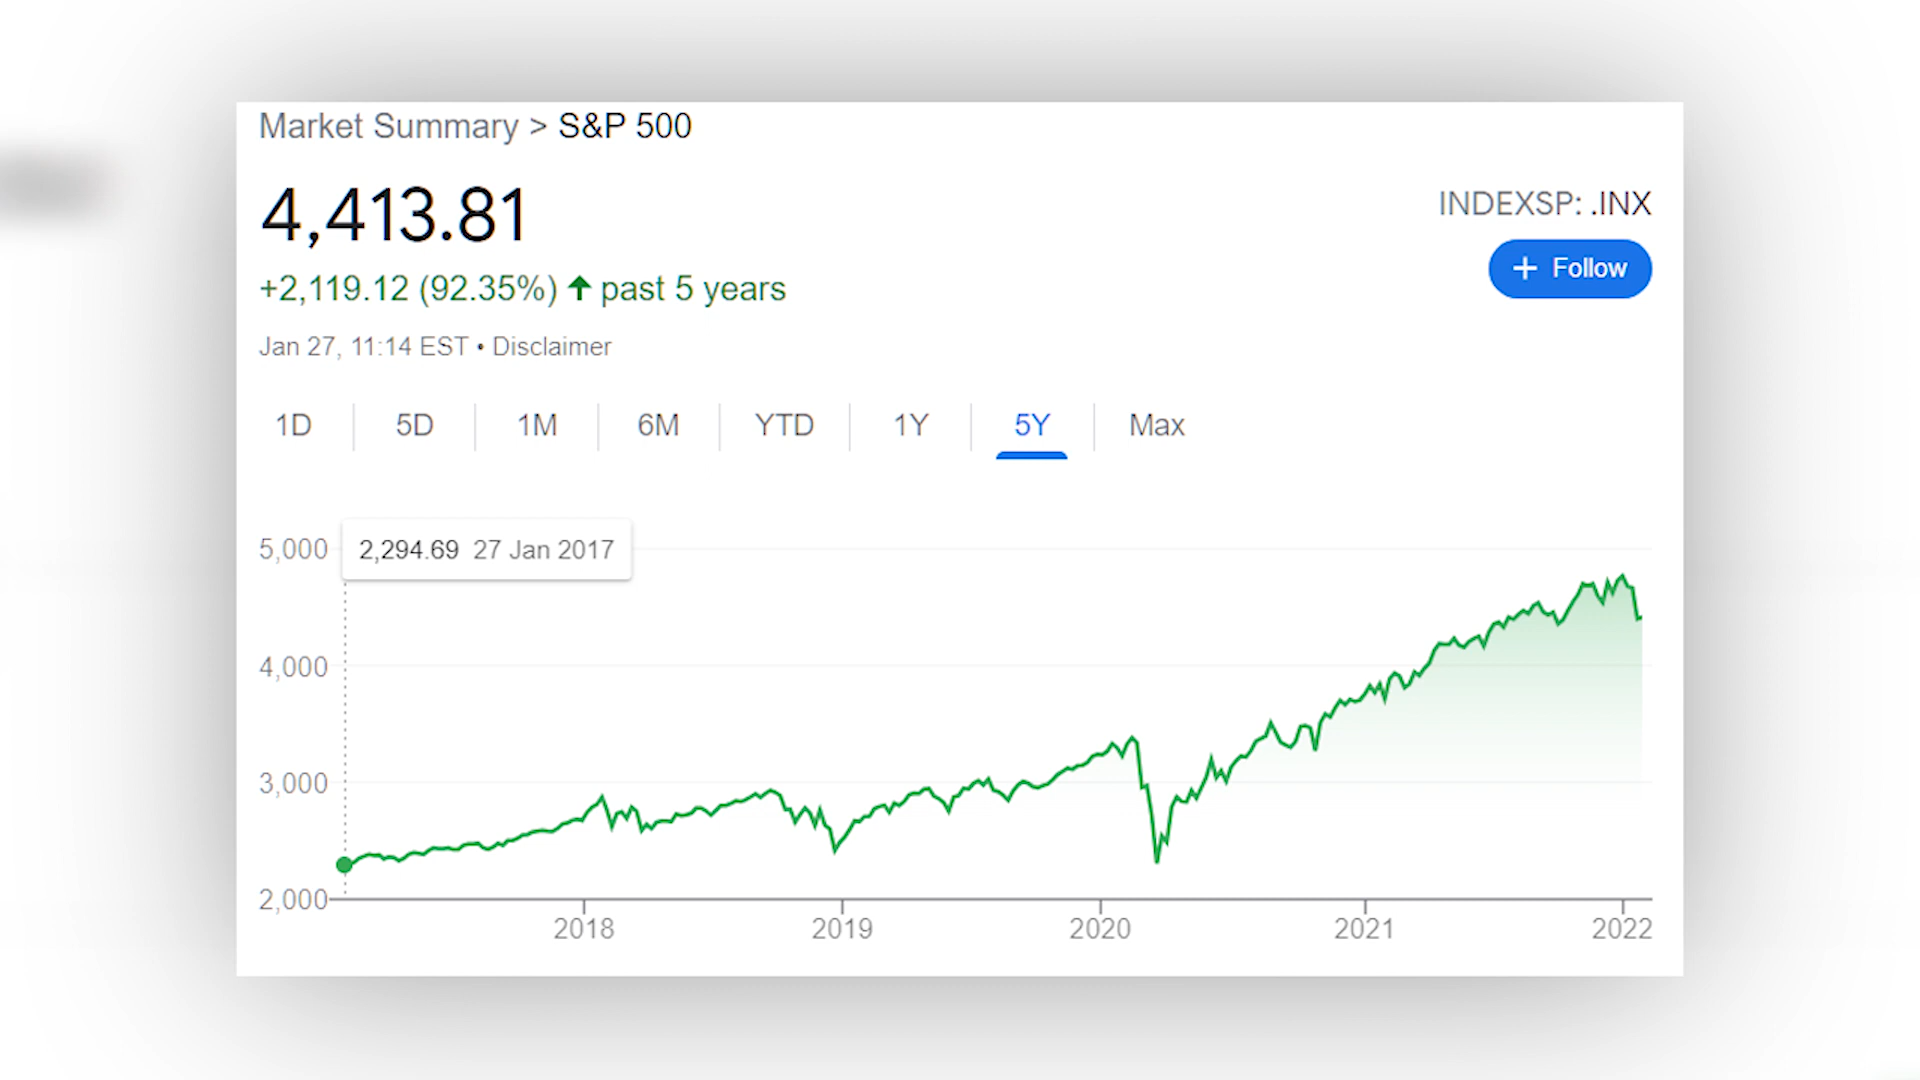 Market Summary > S&P 500
4,413.81
INDEXSP: .INX
+ Follow
+2,119.12 (92.35%) ↑ past 5 years
Jan 27, 11:14 EST • Disclaimer
1D 5D 1M 6M YTD 1Y 5Y Max
2,294.69 27 Jan 2017
5,000
4,000
3,000
2,000
2018 2019 2020 2021 2022